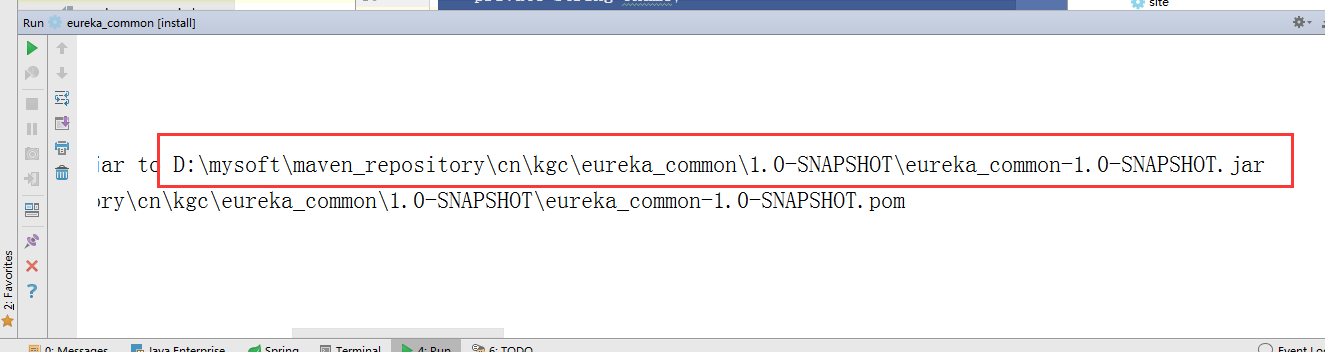 site
Run eureka_common [install]
jar to D:\mysoft\maven_repository\cn\kgc\eureka_common\1.0-SNAPSHOT\eureka_common-1.0-SNAPSHOT.jar
ory\cn\kgc\eureka_common\1.0-SNAPSHOT\eureka_common-1.0-SNAPSHOT.pom
2: Favorites
0: Messages Java Enterprise Spring Terminal 4: Run 6: TODO Event Lo